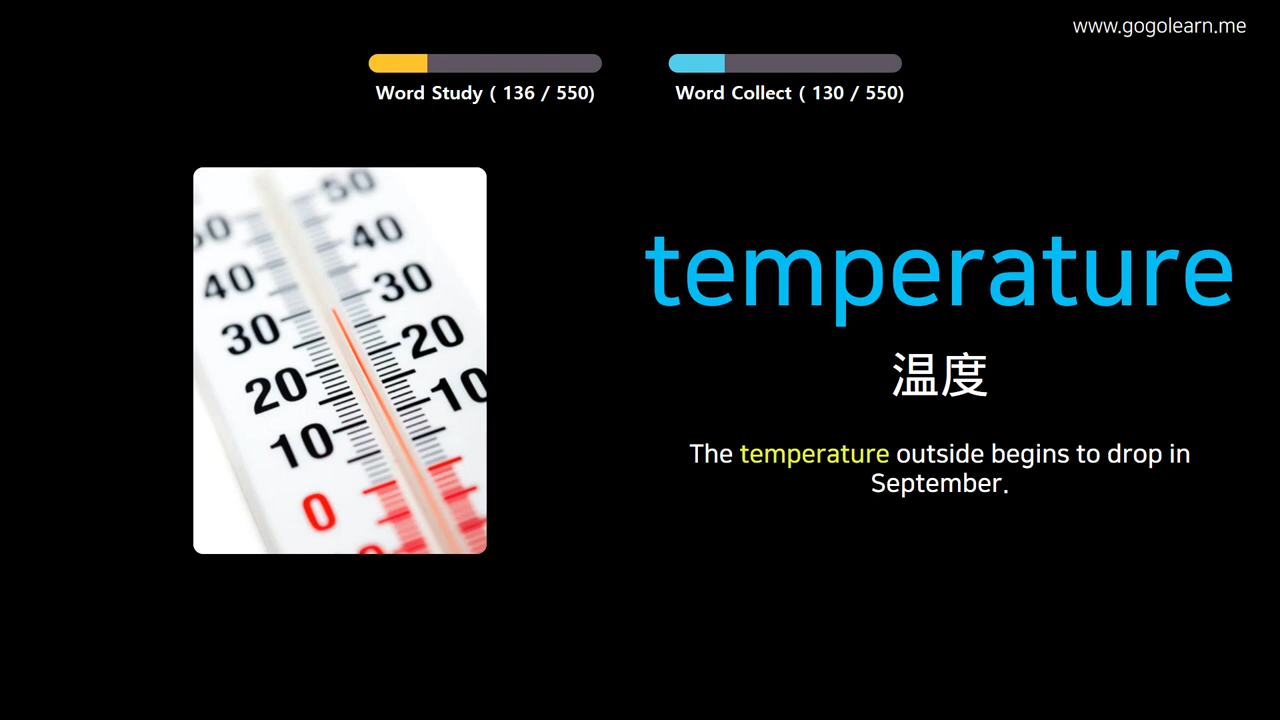 www.gogolearn.me
Word Study ( 136 / 550)
Word Collect ( 130 / 550)
50
50
40
40
30
30
20
20
10
10
0
temperature
温度
The temperature outside begins to drop in
September.